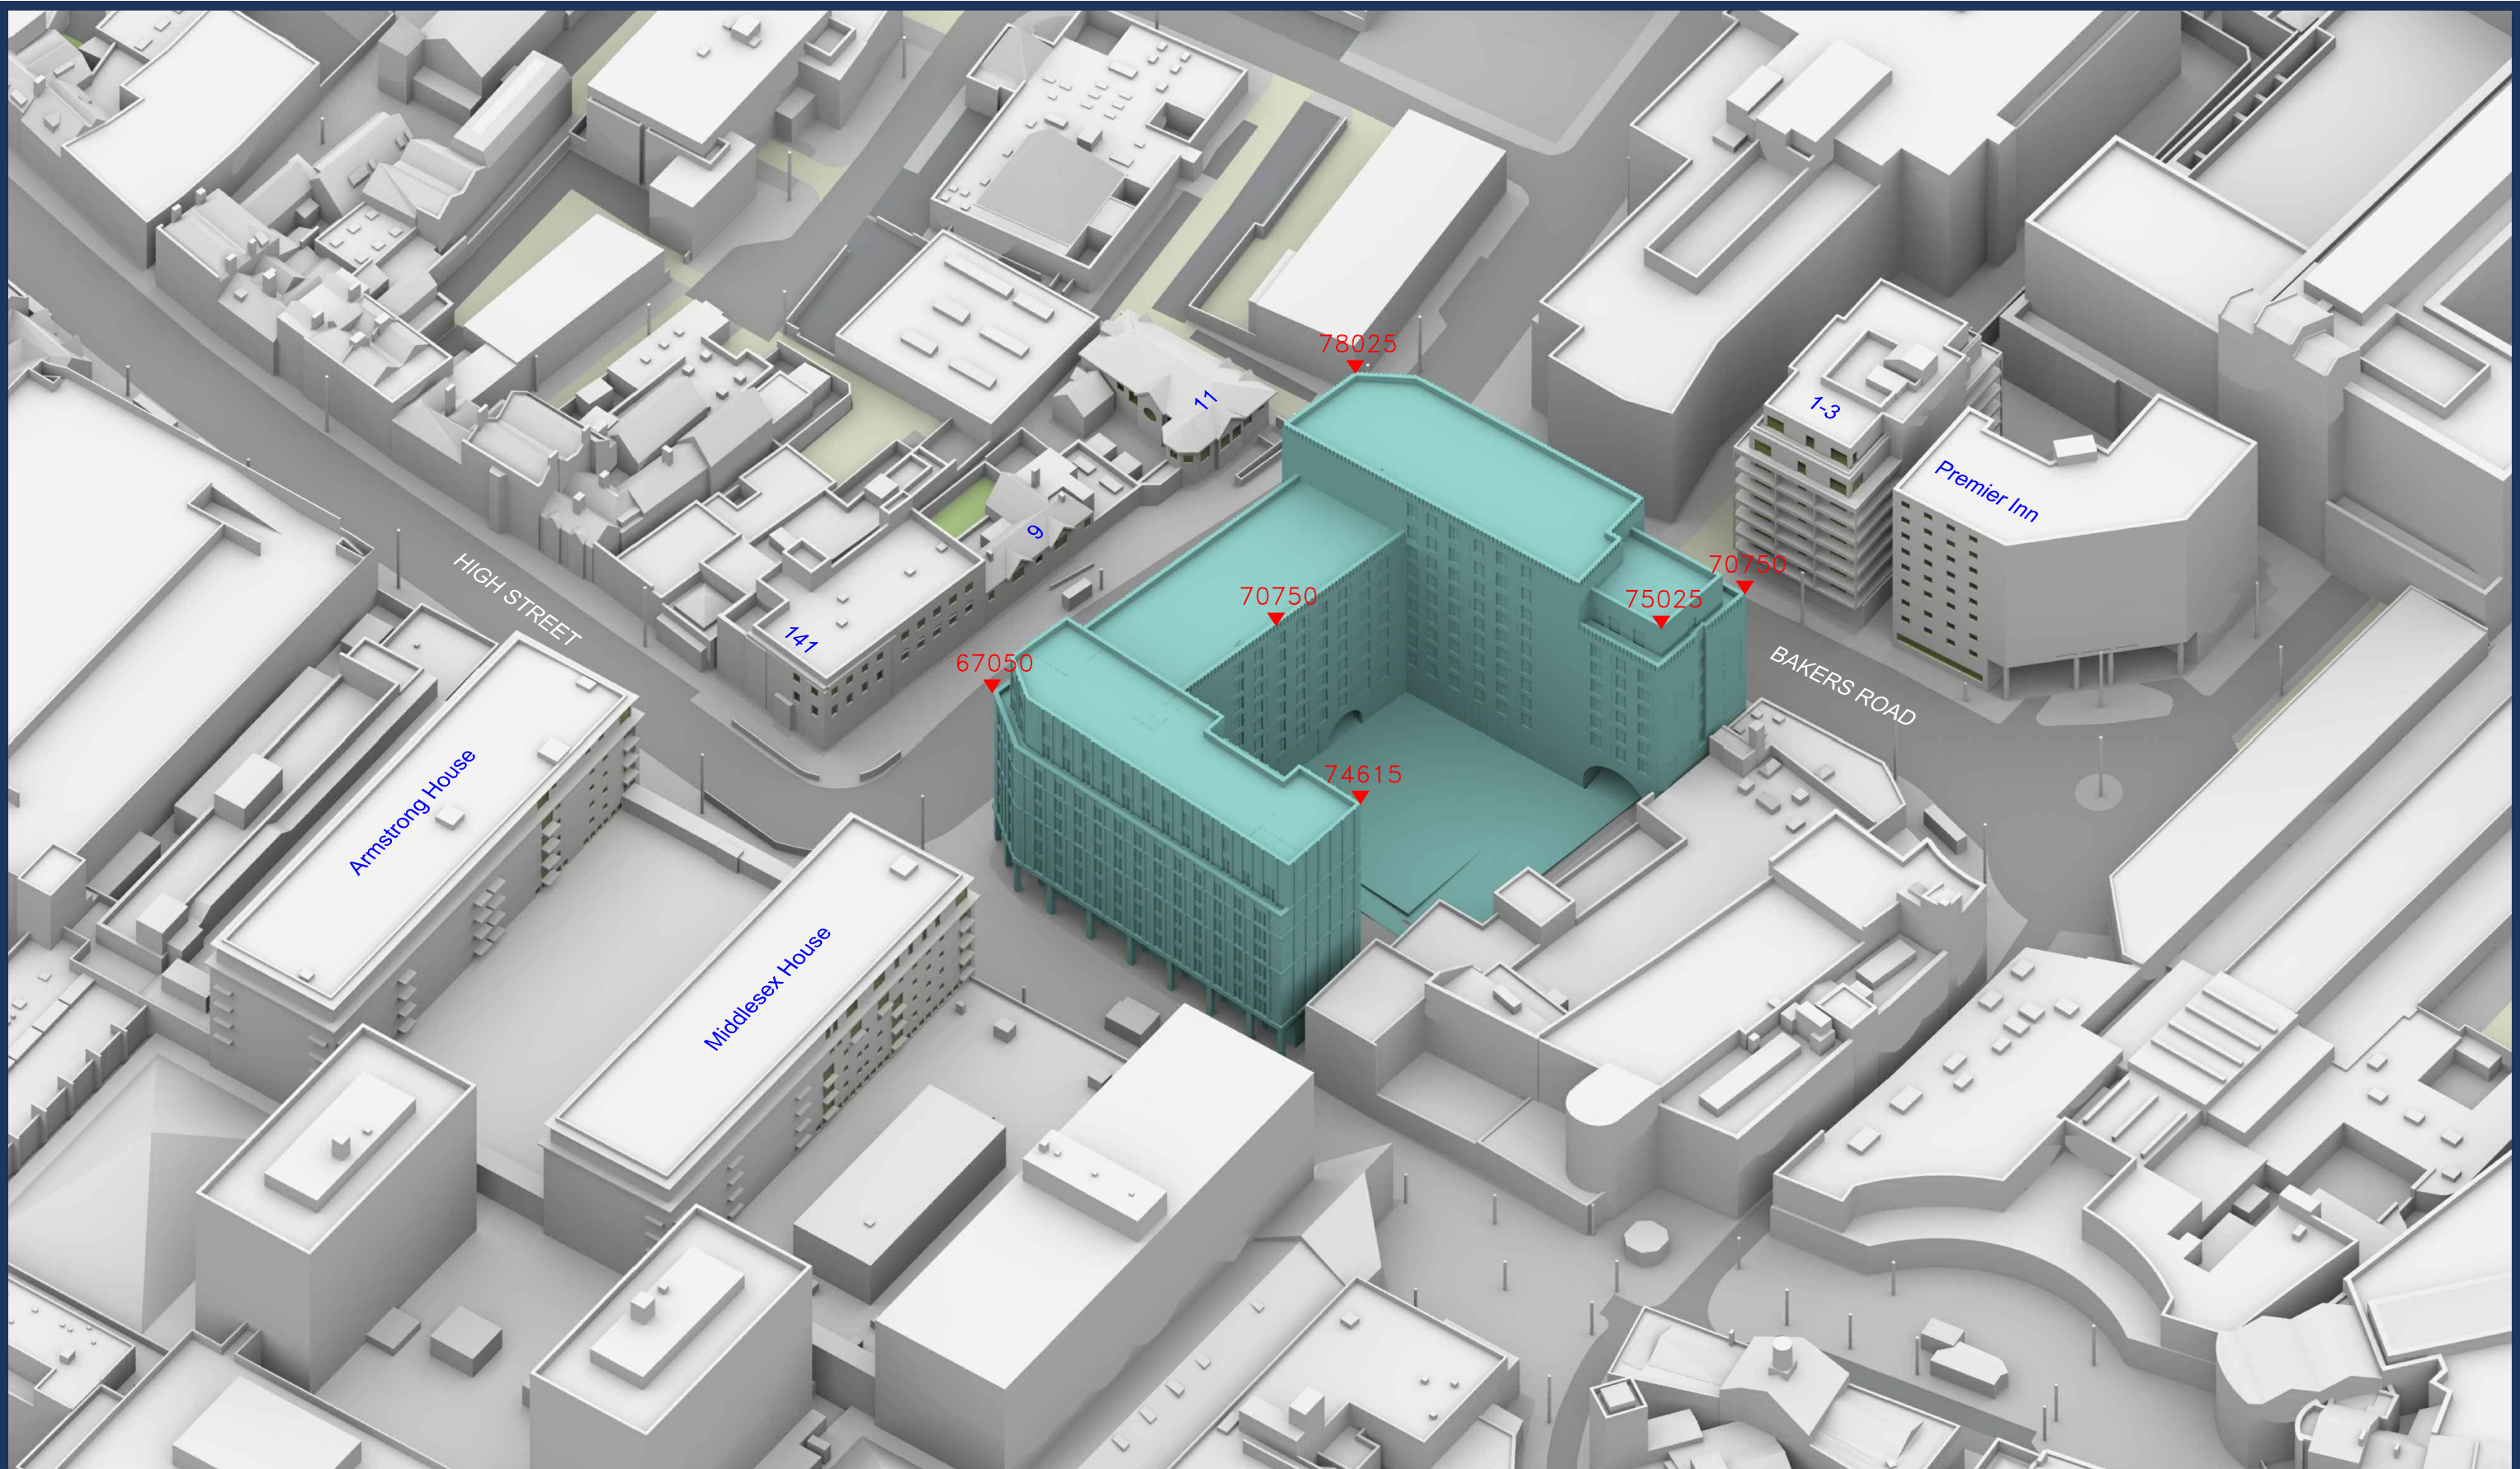 78025
11
1-3
Premier Inn
9
HIGH STREET
70750
70750
75025
141
67050
BAKERS ROAD
74615
Armstrong House
Middlesex House